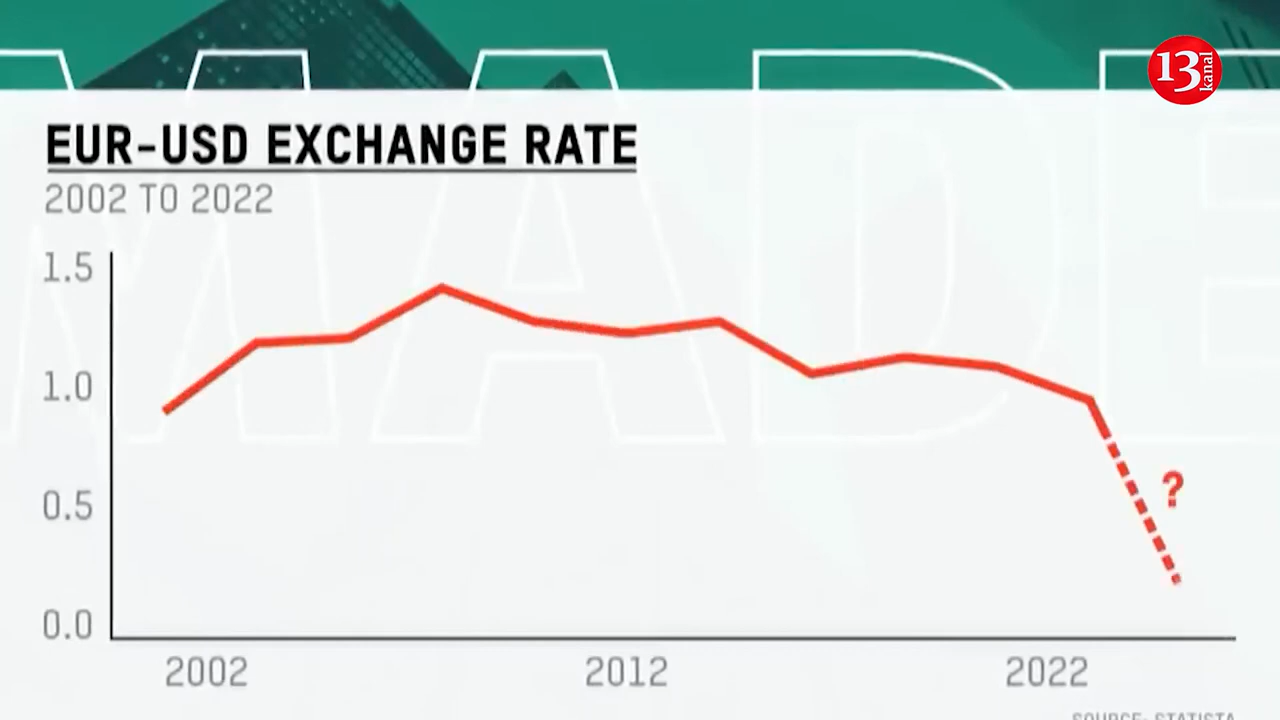 MADE
13 kanal
EUR-USD EXCHANGE RATE
2002 TO 2022
1.5
1.0
0.5
0.0
?
2002
2012
2022
SOURCE: STATISTA